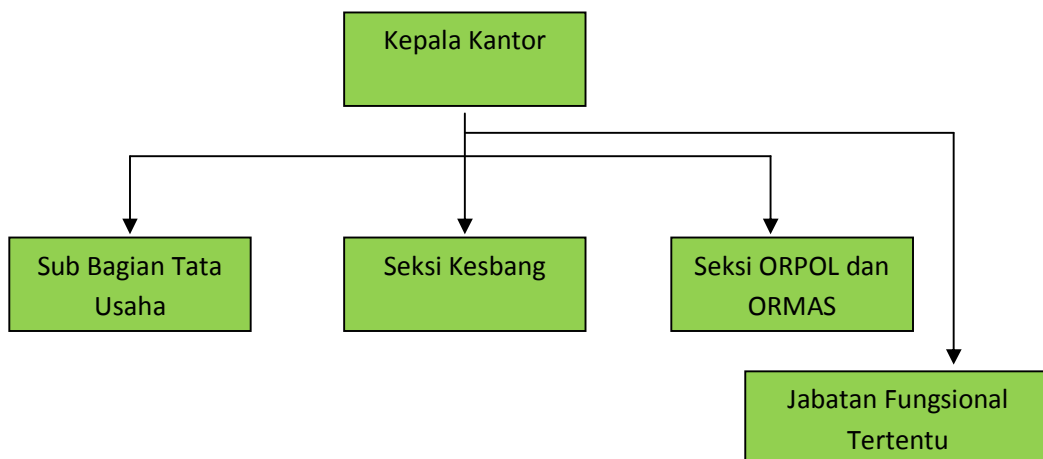 Kepala Kantor
Sub Bagian Tata
Usaha
Seksi Kesbang
Seksi ORPOL dan
ORMAS
Jabatan Fungsional
Tertentu